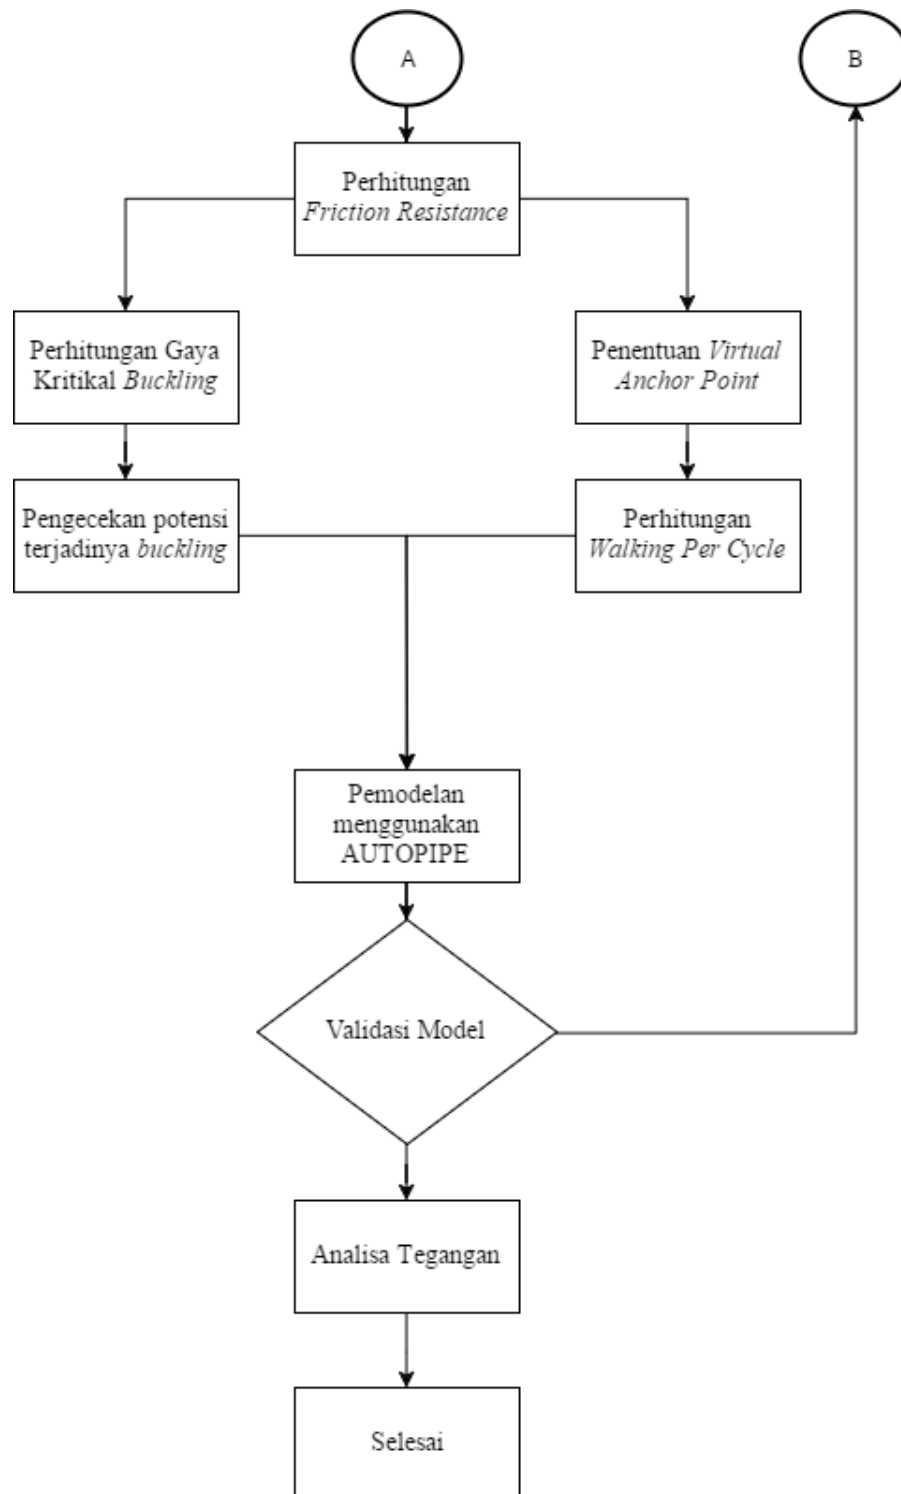 A
B
Perhitungan
Friction Resistance
Perhitungan Gaya
Kritikal Buckling
Penentuan Virtual
Anchor Point
Pengecekan potensi
terjadinya buckling
Perhitungan
Walking Per Cycle
Pemodelan
menggunakan
AUTOPIPE
Validasi Model
Analisa Tegangan
Selesai